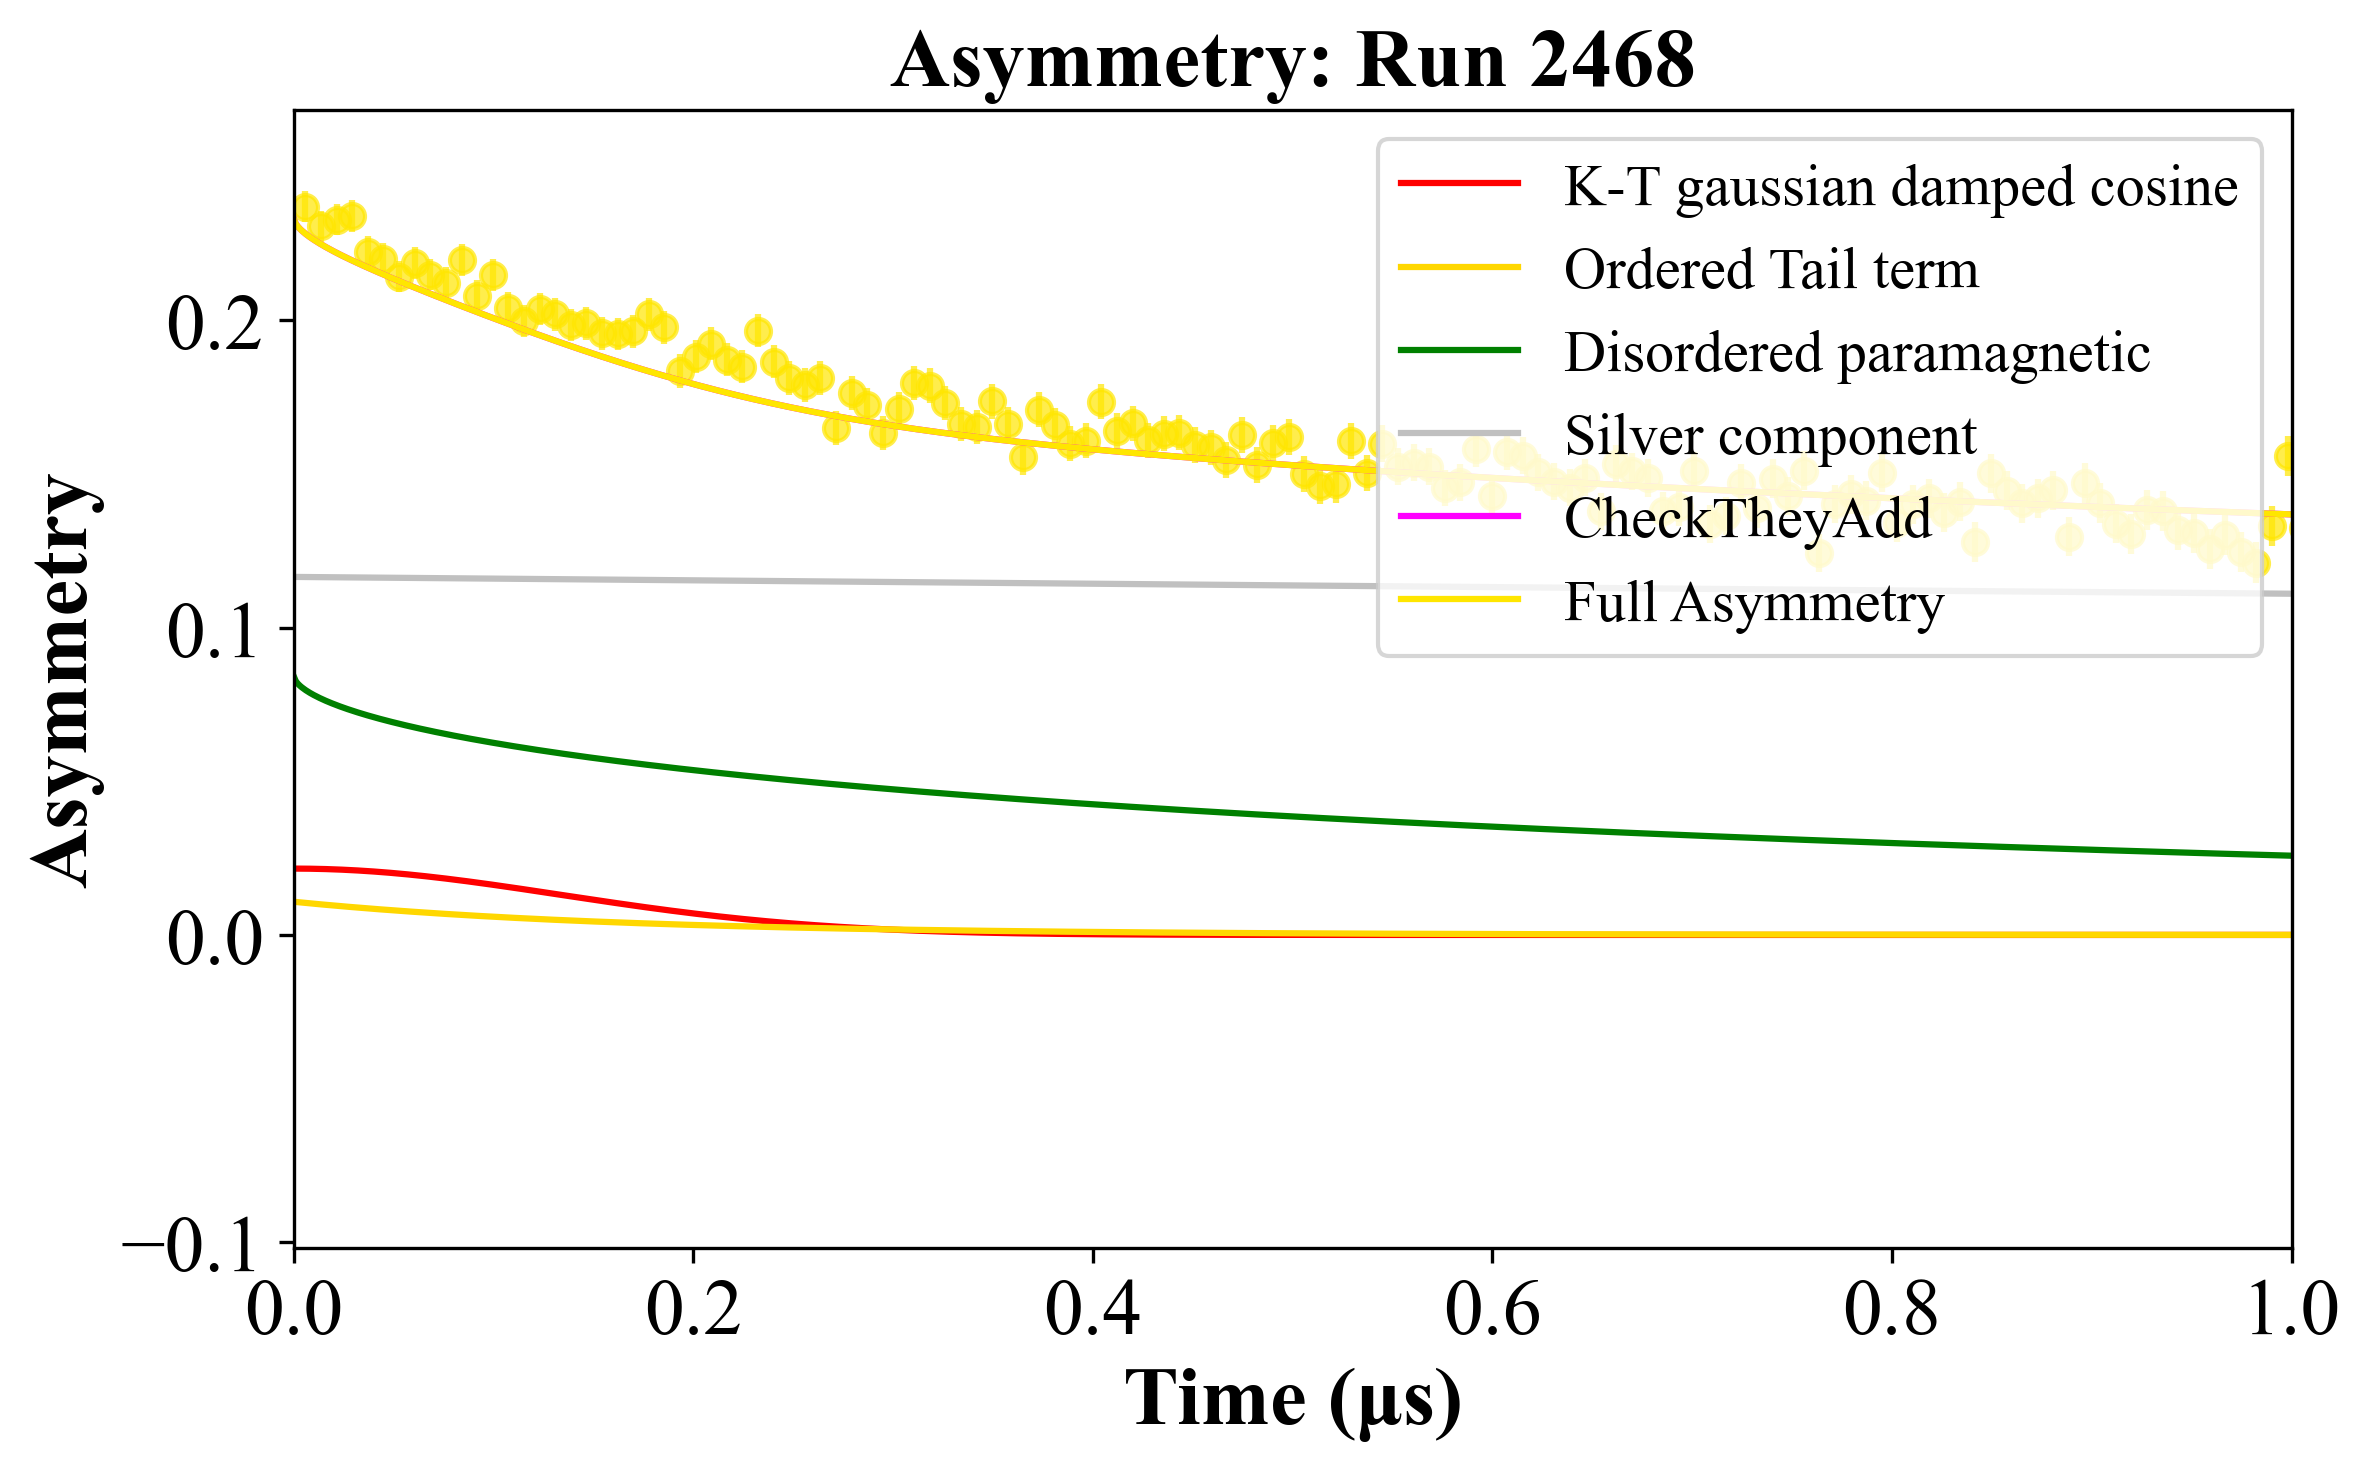 Asymmetry: Run 2468
K-T gaussian damped cosine
Ordered Tail term
Disordered paramagnetic
Silver component
CheckTheyAdd
Full Asymmetry
Asymmetry
0.2
0.1
0.0
−0.1
0.0 0.2 0.4 0.6 0.8 1.0
Time (μs)